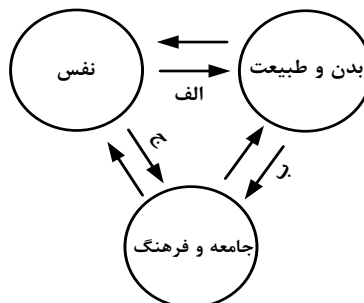 نفس
بدن و طبیعت
الف
ج
ز
جامعه و فرهنگ